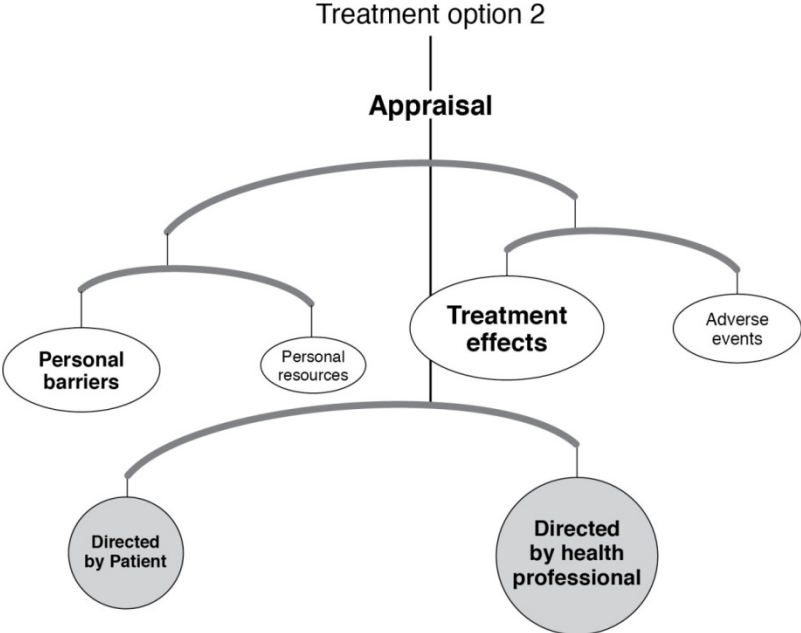 Treatment option 2
Appraisal
Personal
barriers
Personal
resources
Treatment
effects
Adverse
events
Directed
by Patient
Directed
by health
professional